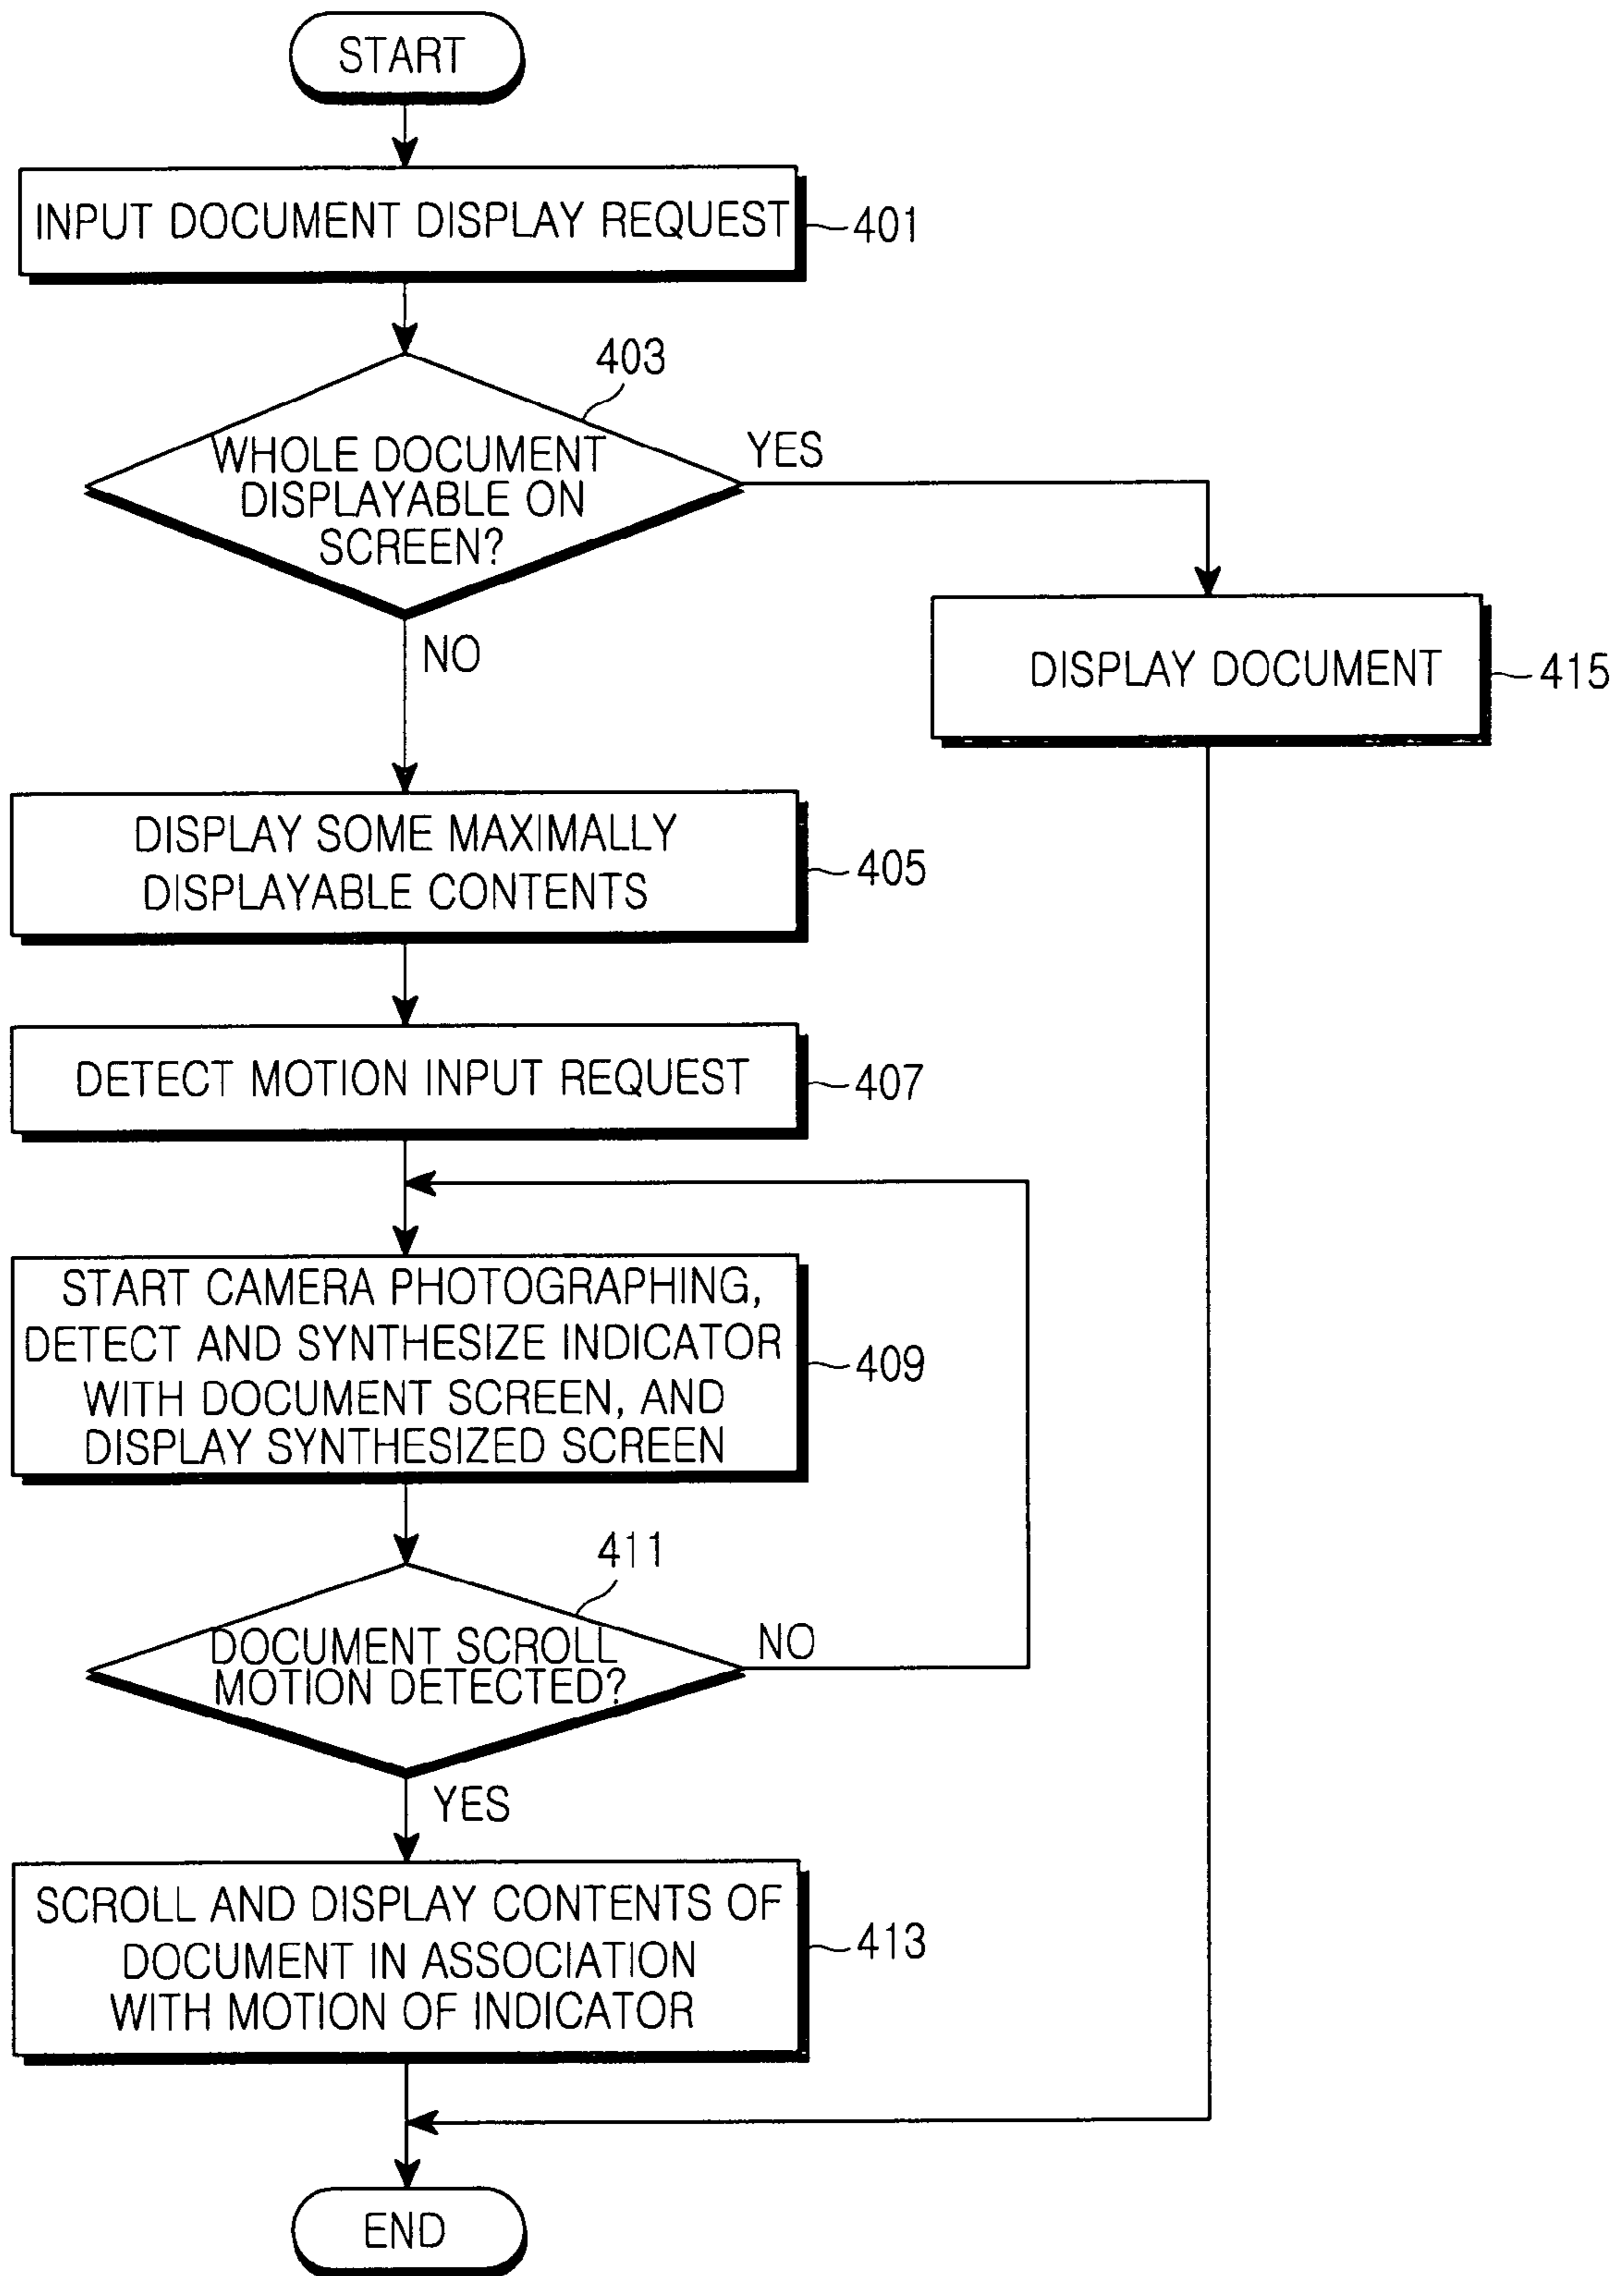 START
INPUT DOCUMENT DISPLAY REQUEST
401
403
WHOLE DOCUMENT
DISPLAYABLE ON
SCREEN?
YES
NO
DISPLAY DOCUMENT
415
DISPLAY SOME MAXIMALLY
DISPLAYABLE CONTENTS
405
DETECT MOTION INPUT REQUEST
407
START CAMERA PHOTOGRAPHING,
DETECT AND SYNTHESIZE INDICATOR
WITH DOCUMENT SCREEN, AND
DISPLAY SYNTHESIZED SCREEN
409
411
DOCUMENT SCROLL
MOTION DETECTED?
NO
YES
SCROLL AND DISPLAY CONTENTS OF
DOCUMENT IN ASSOCIATION
WITH MOTION OF INDICATOR
413
END